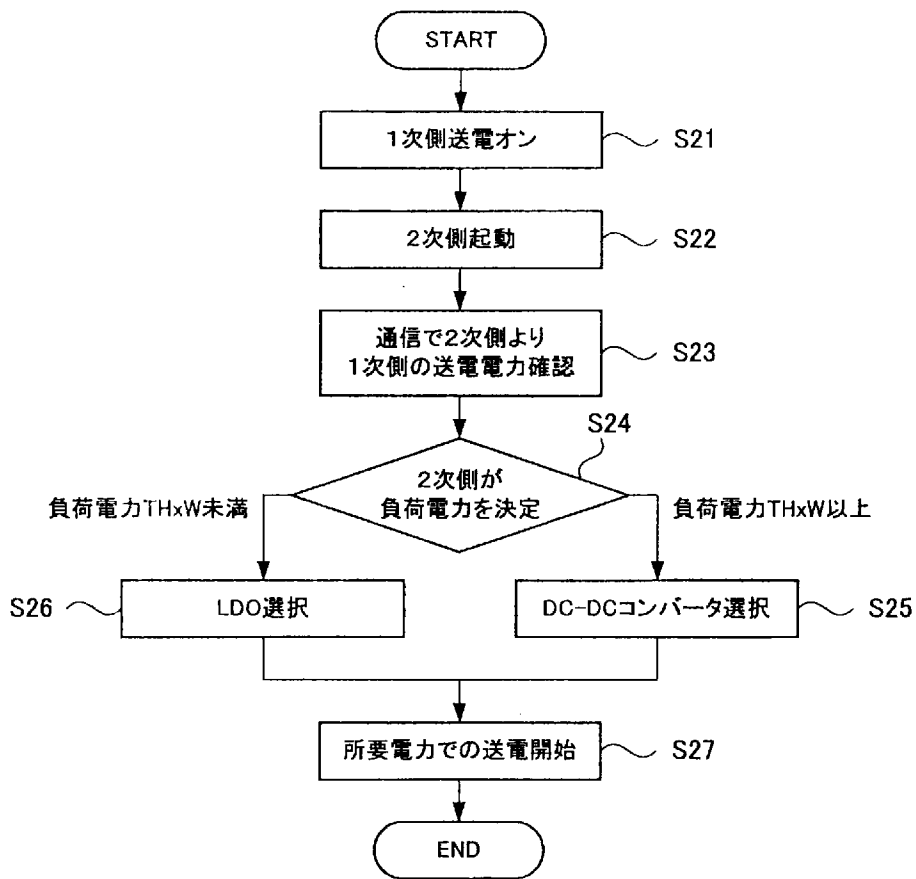 START
1次側送電オン
S21
2次側起動
S22
通信で2次側より
1次側の送電電力確認
S23
S24
2次側が
負荷電力を決定
負荷電力THxW未満
負荷電力THxW以上
S26
LDO選択
DC-DCコンバータ選択
S25
所要電力での送電開始
S27
END